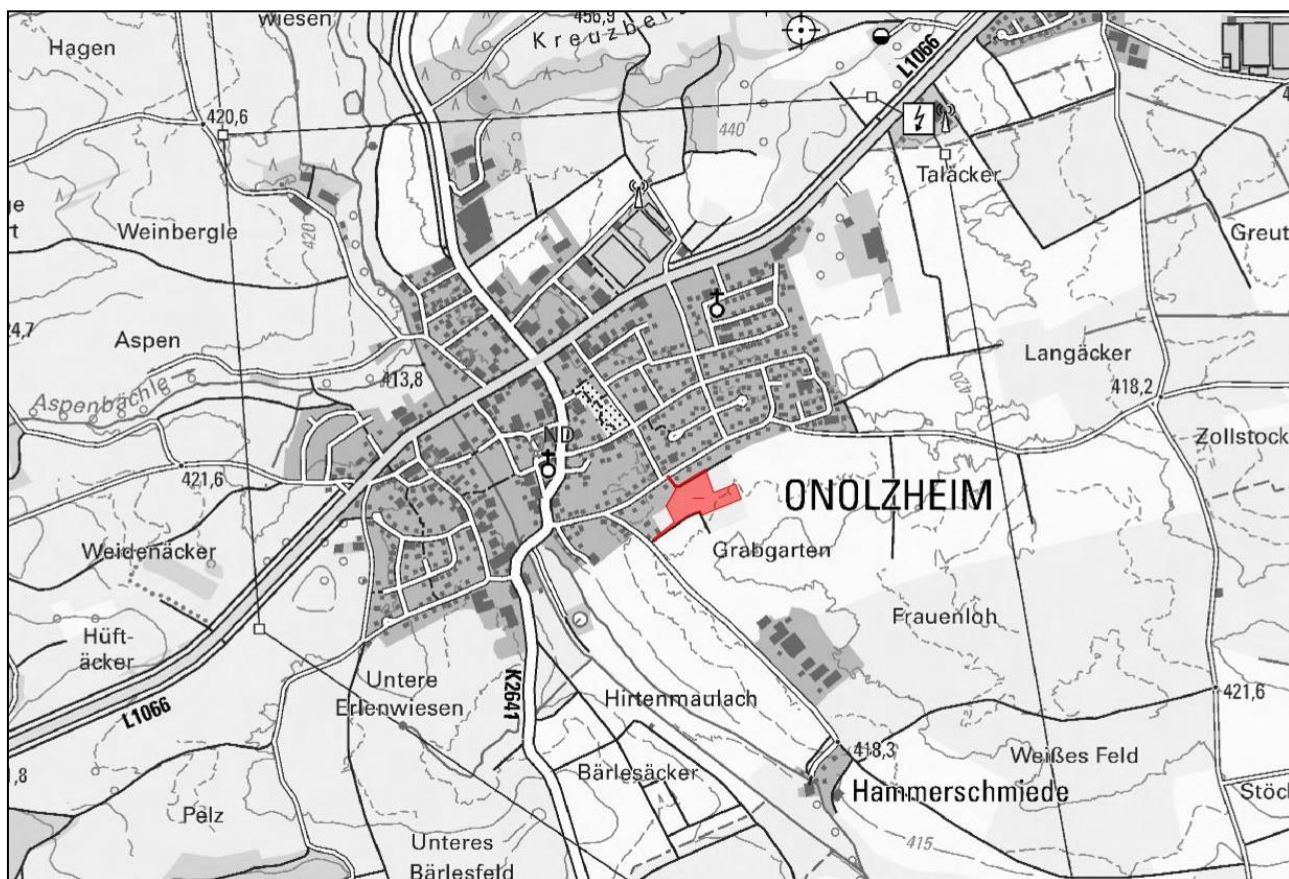 wiesen
456,9
Hagen
Kreuzberg
L1066
420,6
440
Taläcker
Weinbergle
420
Greut
Aspen
Langäcker
413,8
420
418,2
Aspenbächle
ND
Zollstock
421,6
ONOLZHEIM
Weidenäcker
Grabgarten
Frauenloh
Hüft-
äcker
Untere
Erlenwiesen
K2641
Hirtenmaulach
421,6
L1066
418,3
Weißes Feld
Bärlesäcker
Hammerschmiede
Pelz
415
Unteres
Bärlesfeld